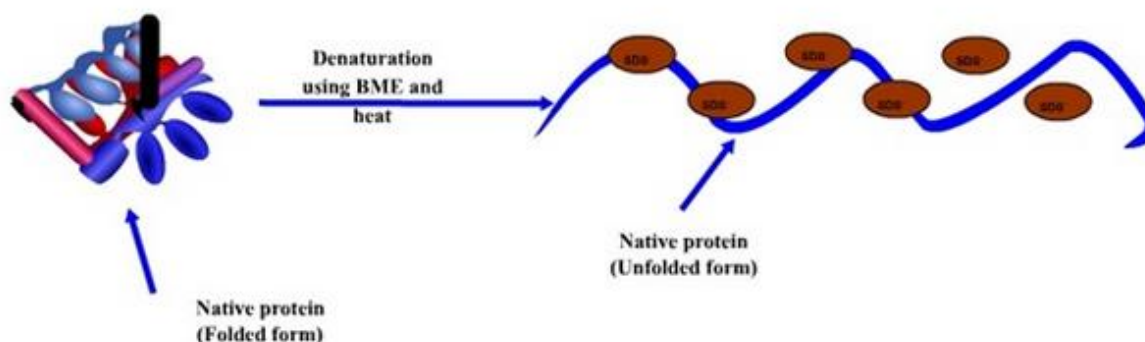 Denaturation
using BME and
heat
SDS
SDS
SDS
SDS
SDS
SDS
Native protein
(Unfolded form)
Native protein
(Folded form)